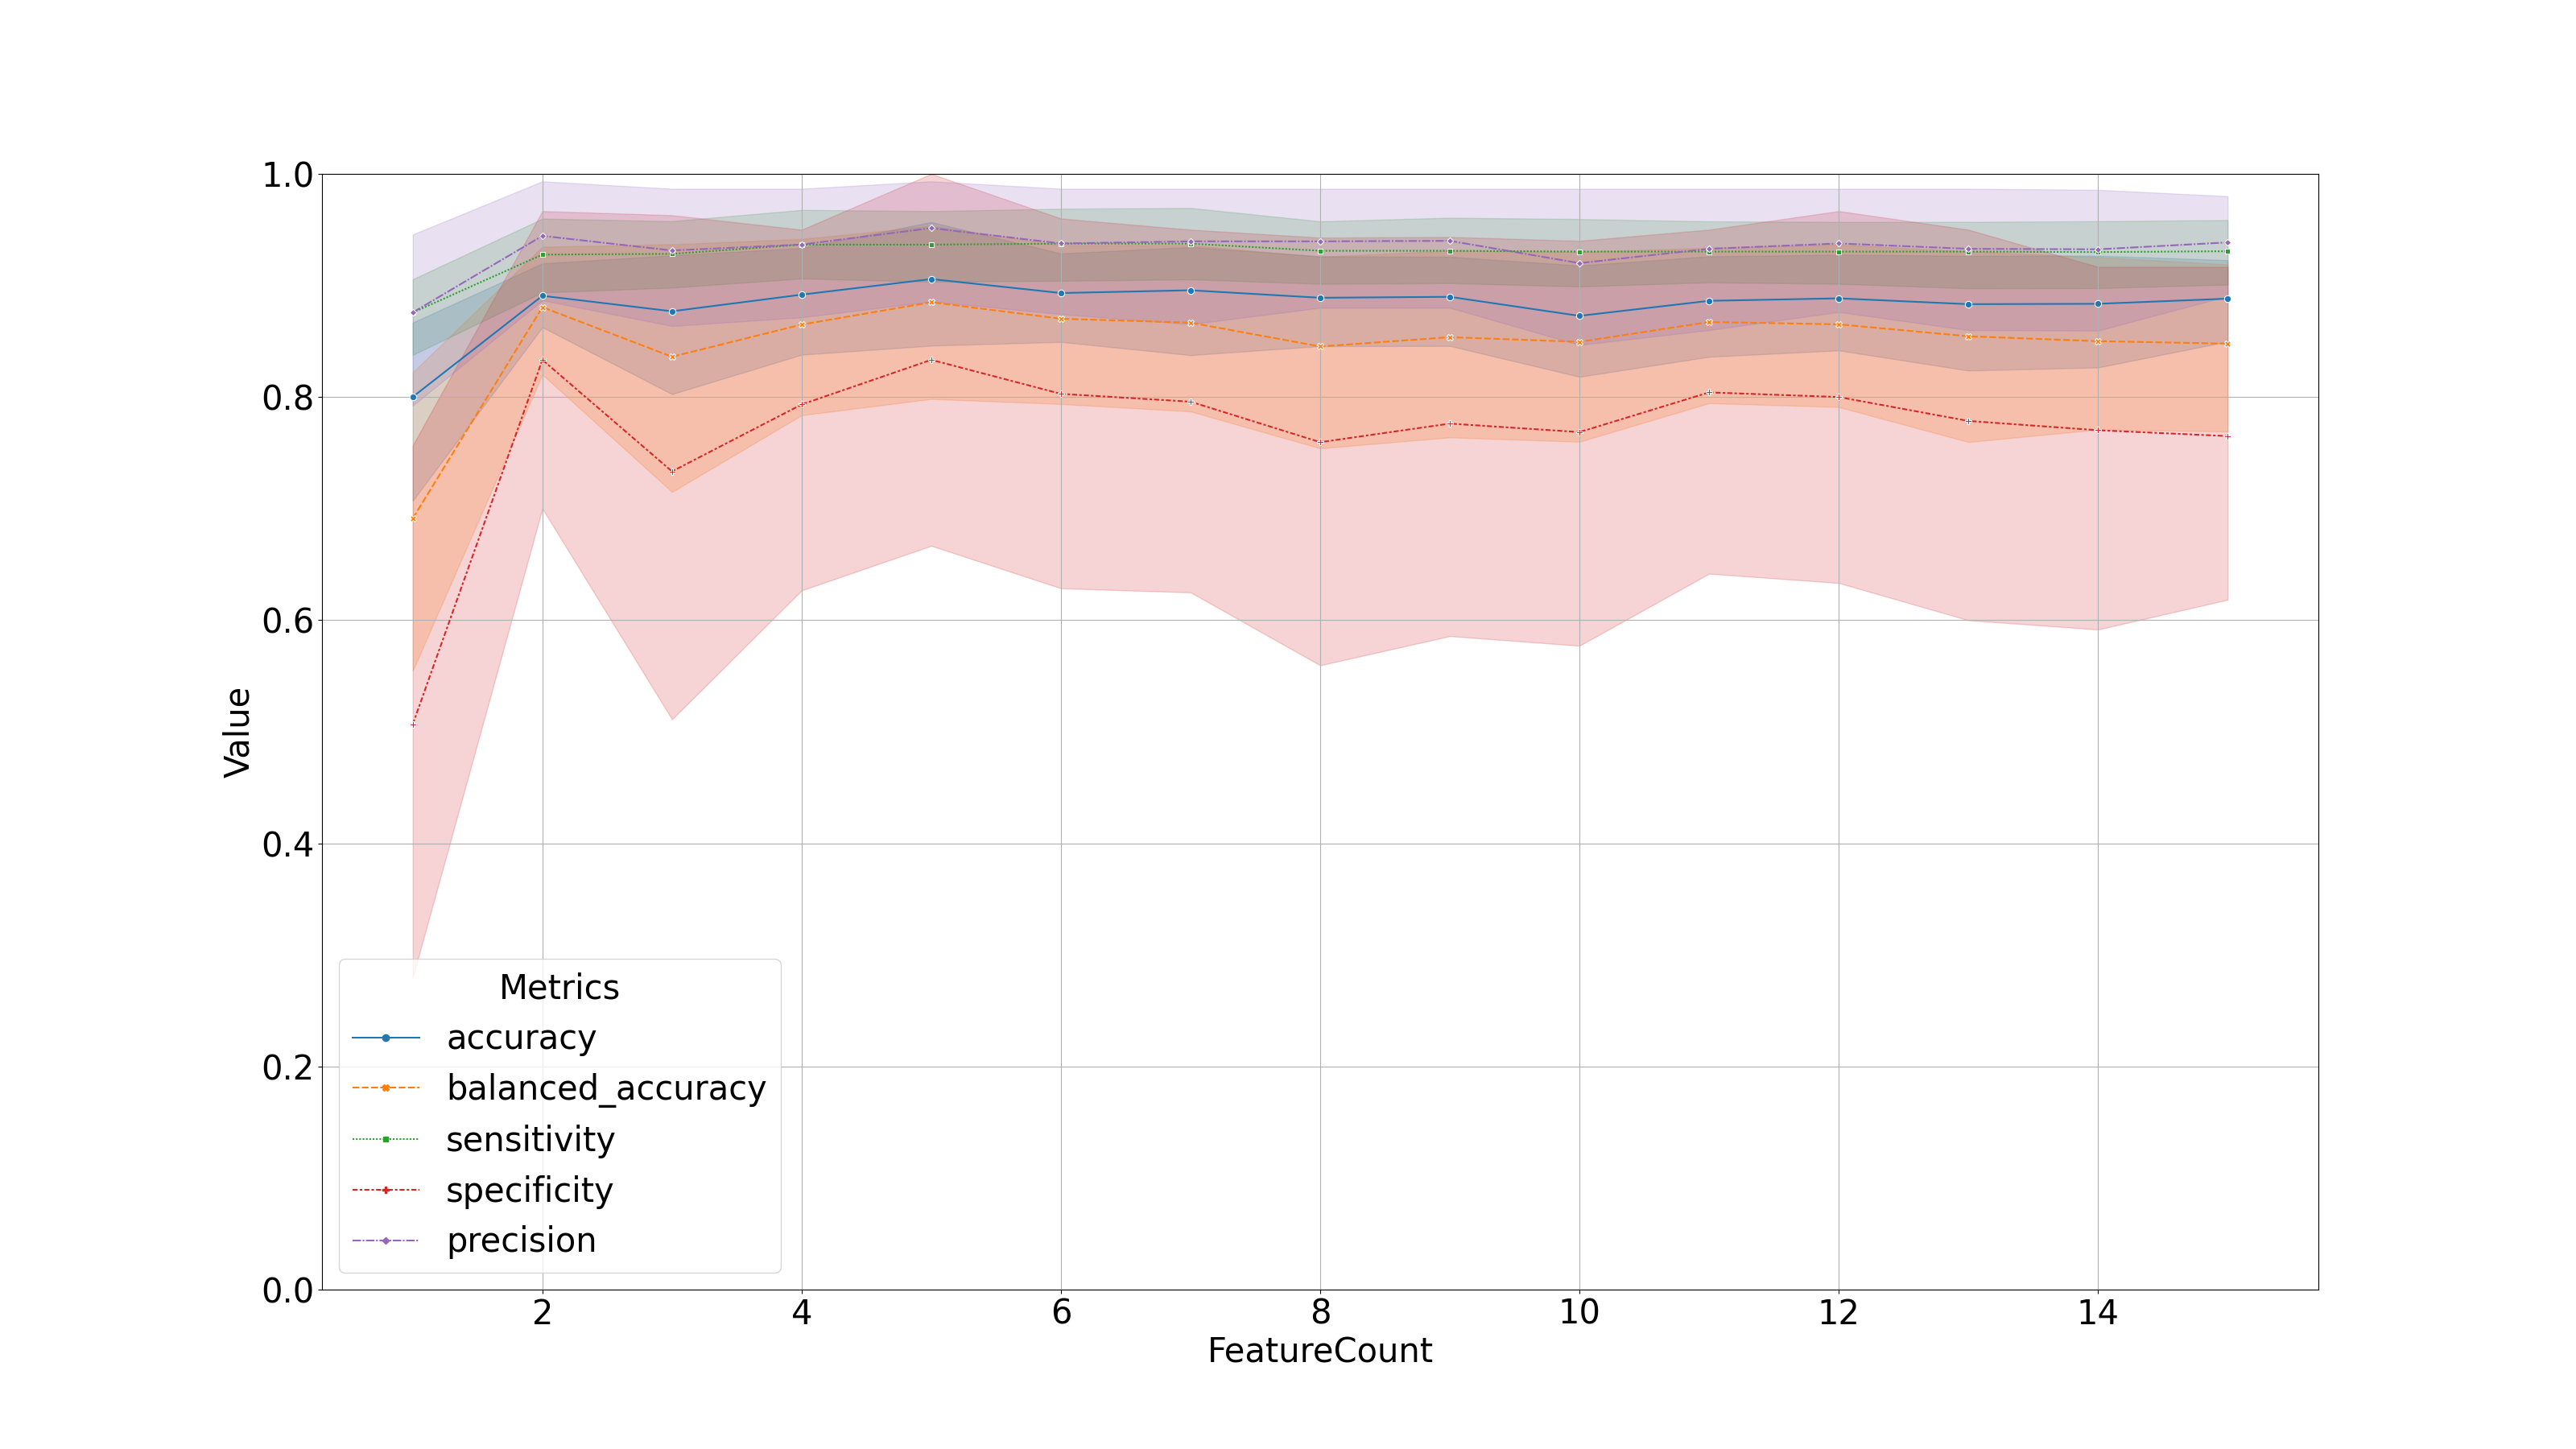 1.0
0.8
0.6
0.4
0.2
0.0
Value
Metrics
accuracy
balanced_accuracy
sensitivity
specificity
precision
2 4 6 8 10 12 14
FeatureCount